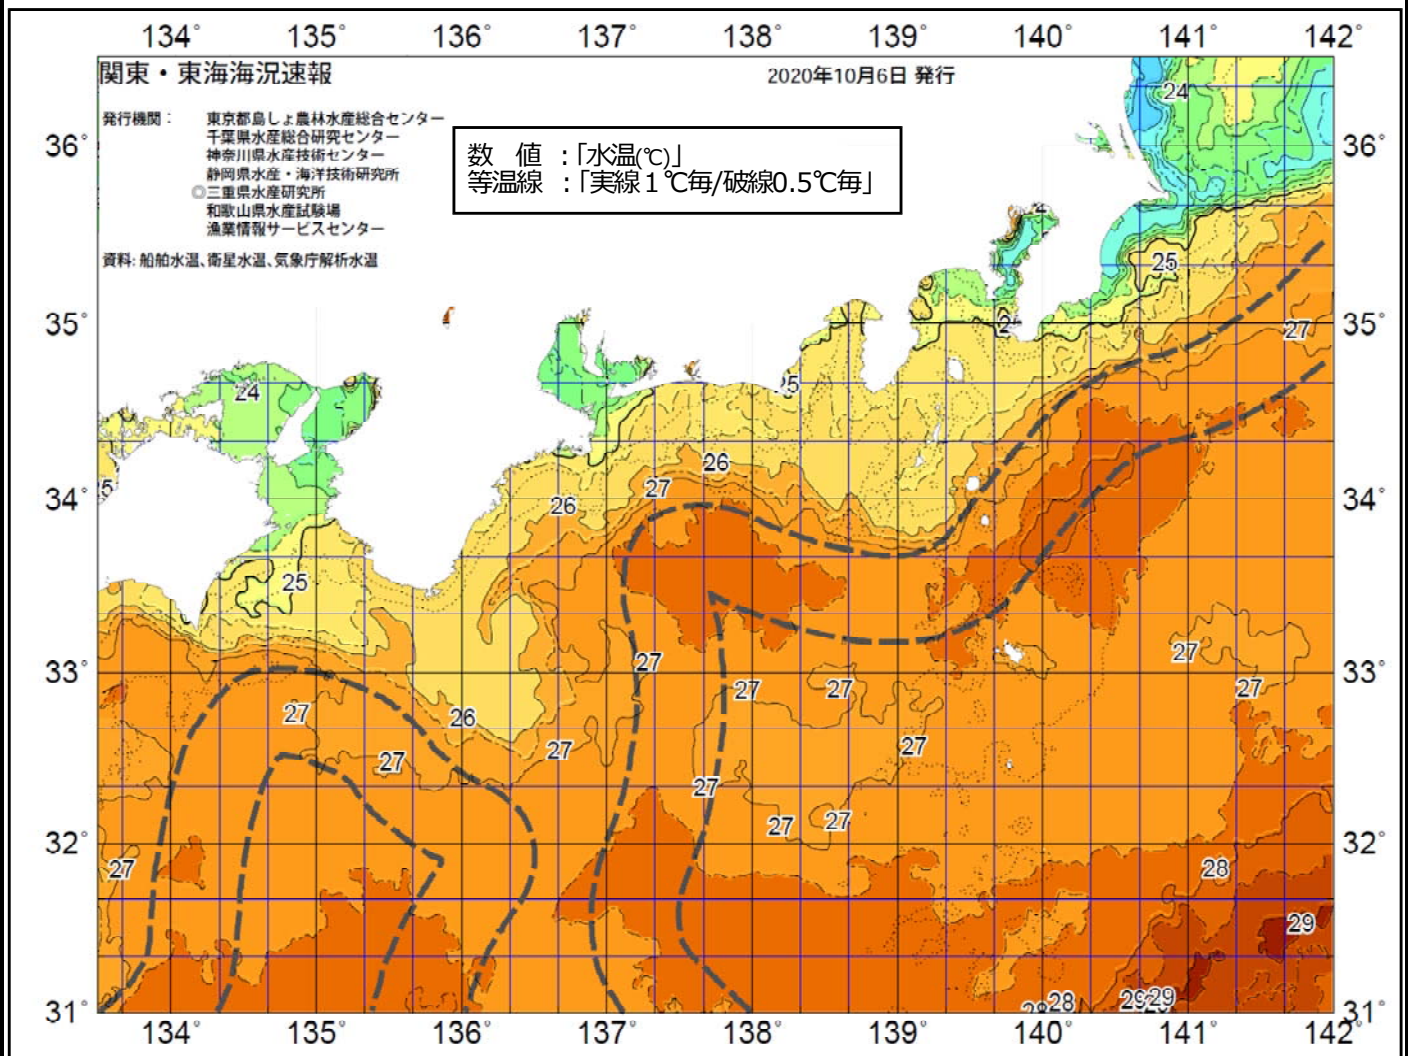 134° 135° 136° 137° 138° 139° 140° 141° 142°
関東・東海海況速報
2020年10月6日 発行
発行機関： 東京都島しょ農林水産総合センター
千葉県水産総合研究センター
神奈川県水産技術センター
静岡県水産・海洋技術研究所
◎三重県水産研究所
和歌山県水産試験場
漁業情報サービスセンター
資料: 船舶水温、衛星水温、気象庁解析水温
数 値 ：「水温(℃)」
等温線 ：「実線１℃毎/破線0.5℃毎」
24
36° 36°
25
35° 35°
27
24
25
26
27
34° 34°
26
25
27
33° 33°
27
27
27
27
27
26
27
27
27
27
27
27
32° 32°
27
28
29
31° 31°
28
29
134° 135° 136° 137° 138° 139° 140° 141° 142°